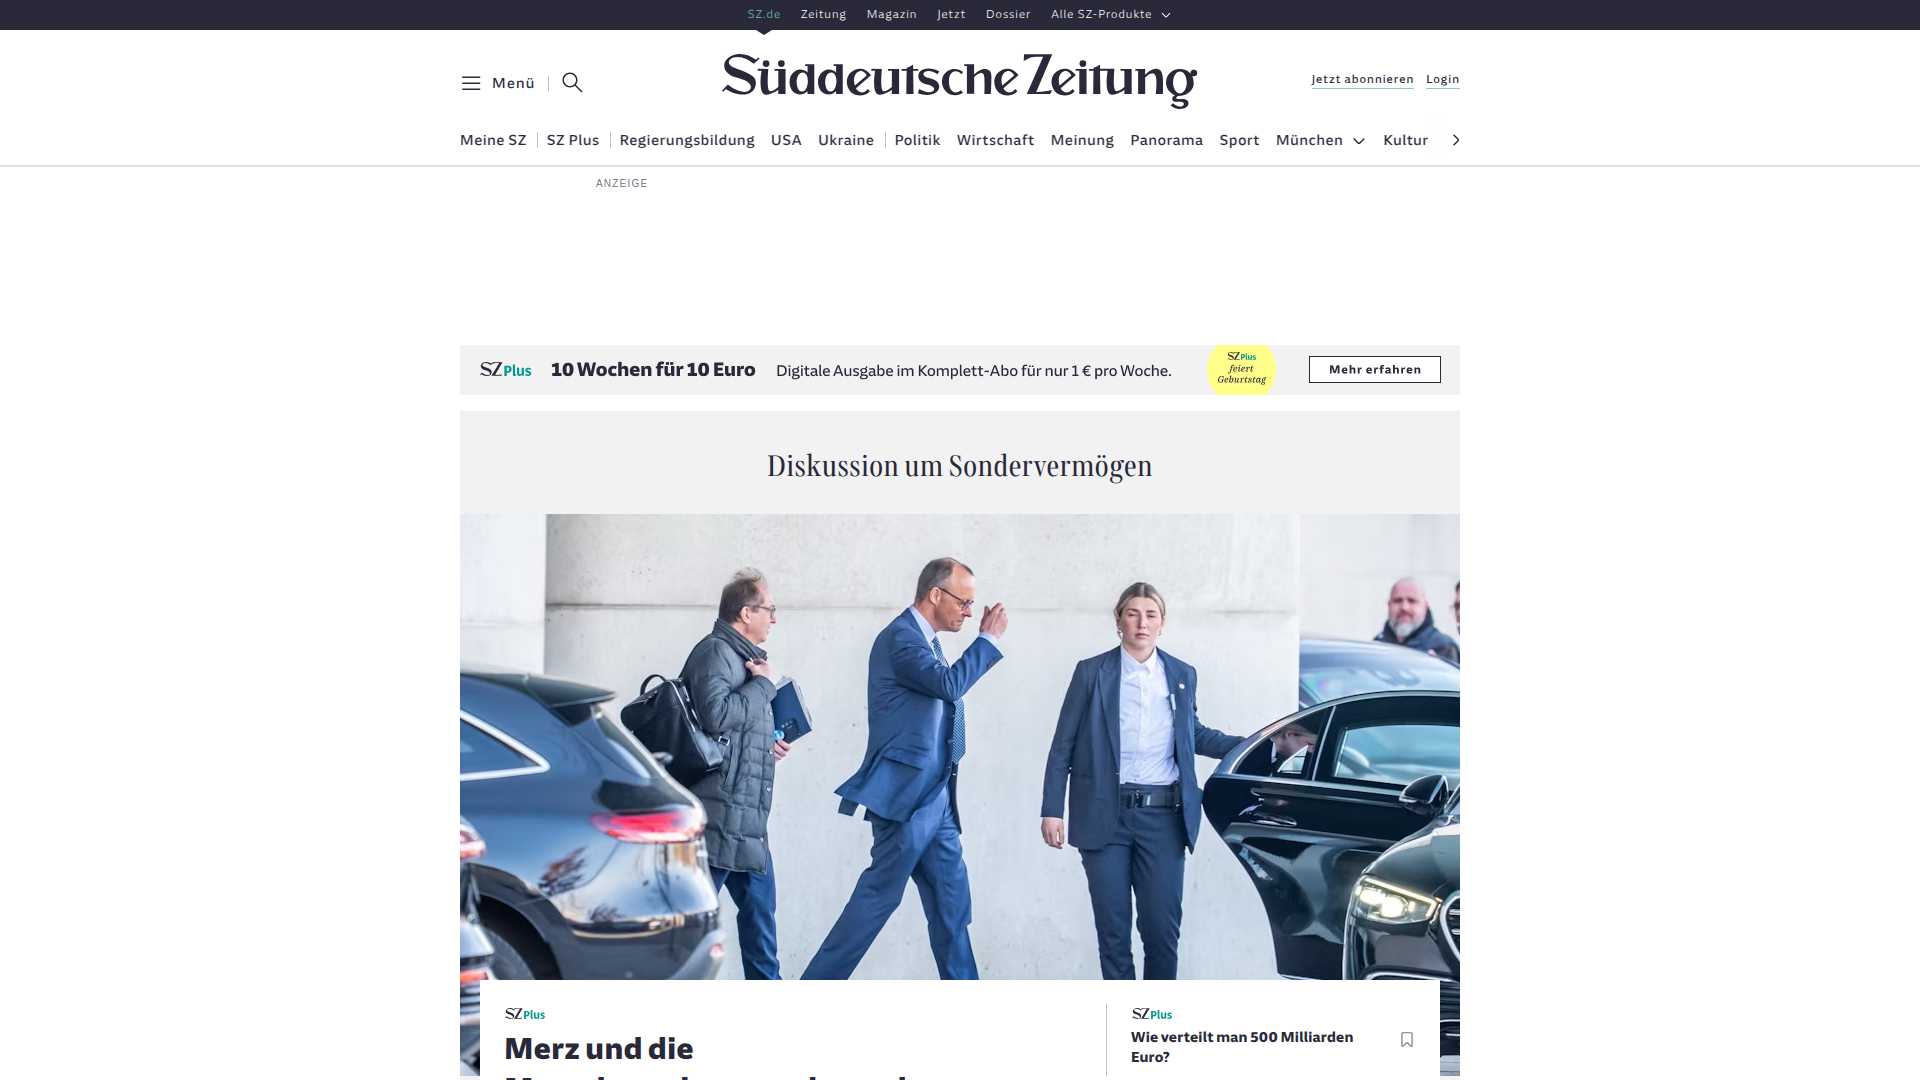 SZ.de Zeitung Magazin Jetzt Dossier Alle SZ-Produkte
Menü
Süddeutsche Zeitung
Jetzt abonnieren Login
Meine SZ SZ Plus Regierungsbildung USA Ukraine Politik Wirtschaft Meinung Panorama Sport München Kultur
ANZEIGE
SZ Plus 10 Wochen für 10 Euro Digitale Ausgabe im Komplett-Abo für nur 1 € pro Woche.
SZ Plus
feiert
Geburtstag
Mehr erfahren
Diskussion um Sondervermögen
SZ Plus
Merz und die
SZ Plus
Wie verteilt man 500 Milliarden
Euro?